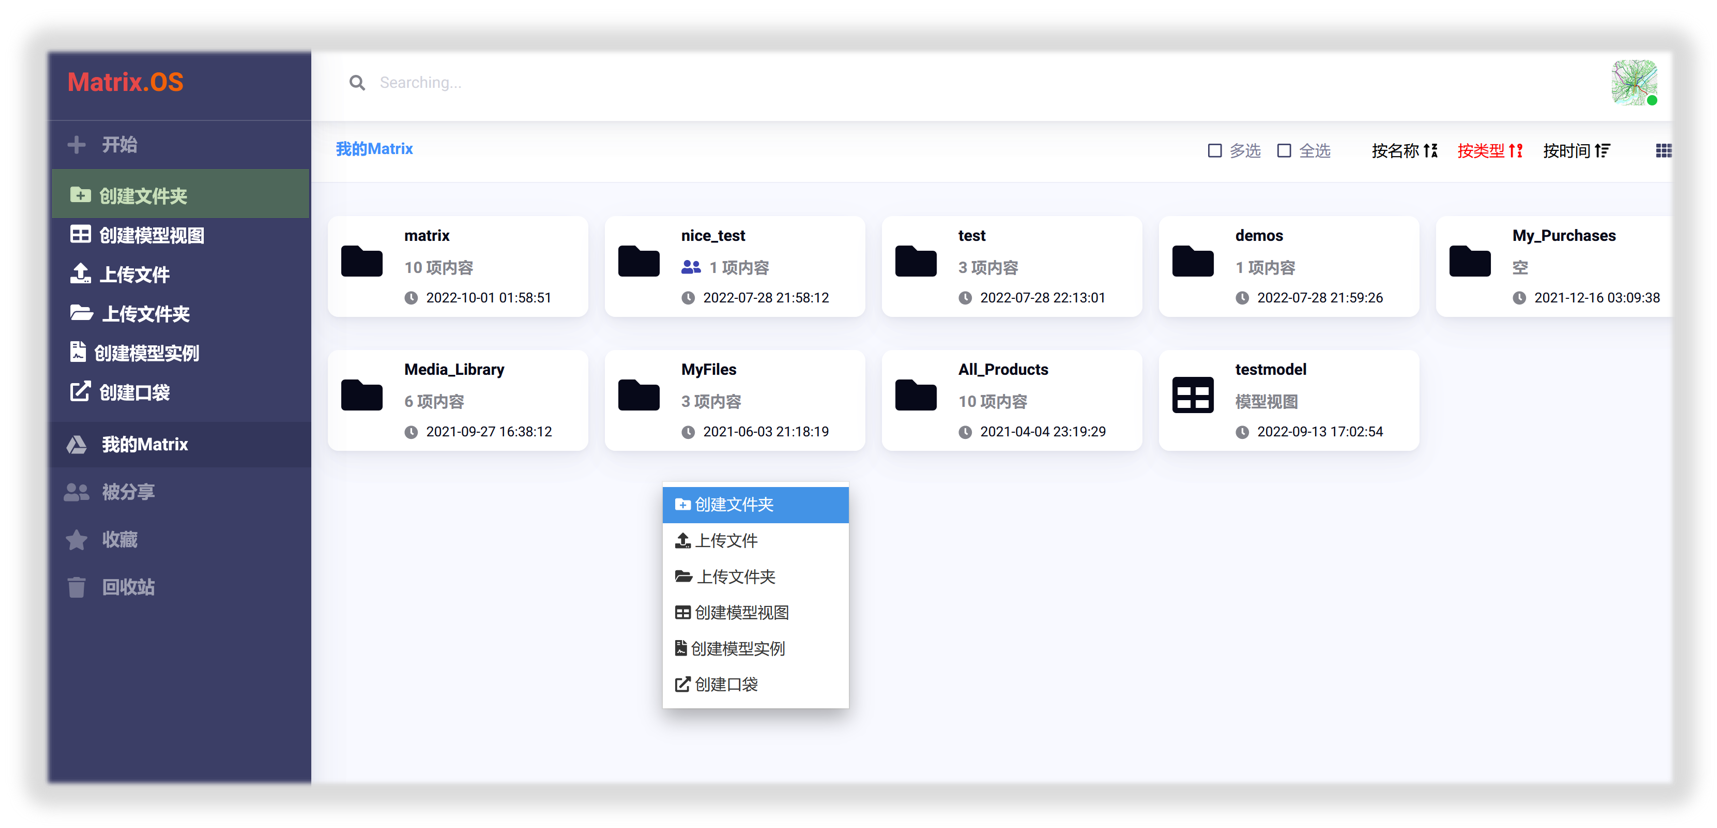 Matrix.OS
Searching...
开始
创建文件夹
创建模型视图
上传文件
上传文件夹
创建模型实例
创建口袋
我的Matrix
被分享
收藏
回收站
我的Matrix
多选 全选 按名称 按类型 按时间
matrix
10 项内容
2022-10-01 01:58:51
nice_test
1 项内容
2022-07-28 21:58:12
test
3 项内容
2022-07-28 22:13:01
demos
1 项内容
2022-07-28 21:59:26
My_Purchases
空
2021-12-16 03:09:38
Media_Library
6 项内容
2021-09-27 16:38:12
MyFiles
3 项内容
2021-06-03 21:18:19
All_Products
10 项内容
2021-04-04 23:19:29
testmodel
模型视图
2022-09-13 17:02:54
创建文件夹
上传文件
上传文件夹
创建模型视图
创建模型实例
创建口袋